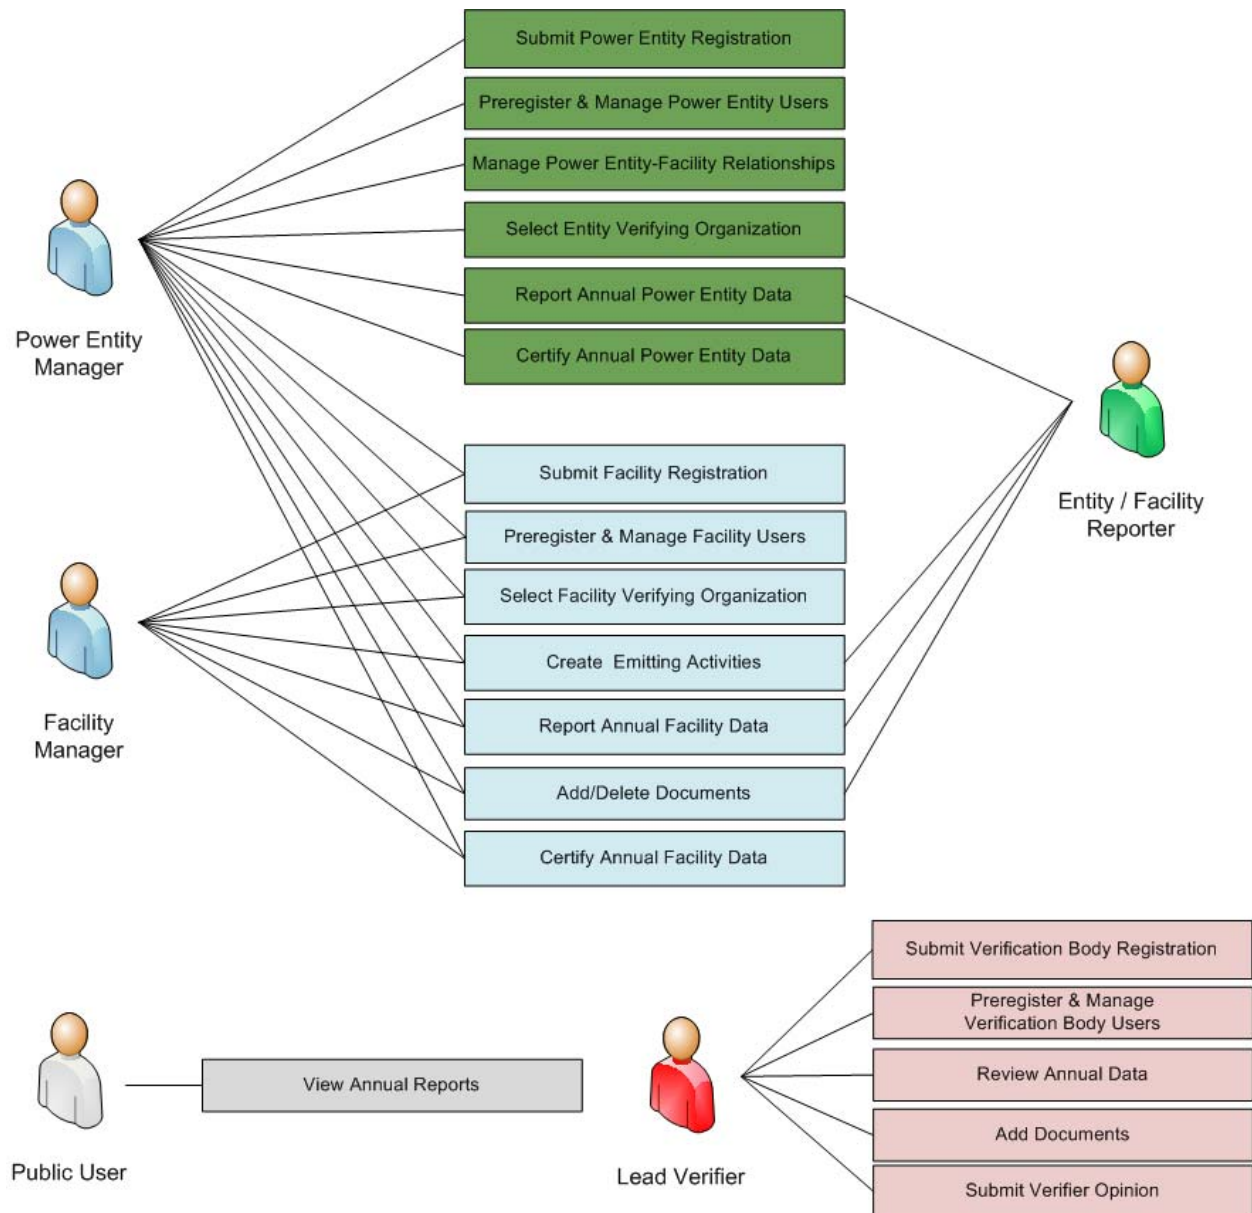 Submit Power Entity Registration
Preregister & Manage Power Entity Users
Manage Power Entity-Facility Relationships
Select Entity Verifying Organization
Report Annual Power Entity Data
Certify Annual Power Entity Data
Power Entity
Manager
Submit Facility Registration
Preregister & Manage Facility Users
Select Facility Verifying Organization
Create Emitting Activities
Report Annual Facility Data
Add/Delete Documents
Certify Annual Facility Data
Entity / Facility
Reporter
Facility
Manager
Submit Verification Body Registration
Preregister & Manage
Verification Body Users
Review Annual Data
Add Documents
Submit Verifier Opinion
View Annual Reports
Public User
Lead Verifier